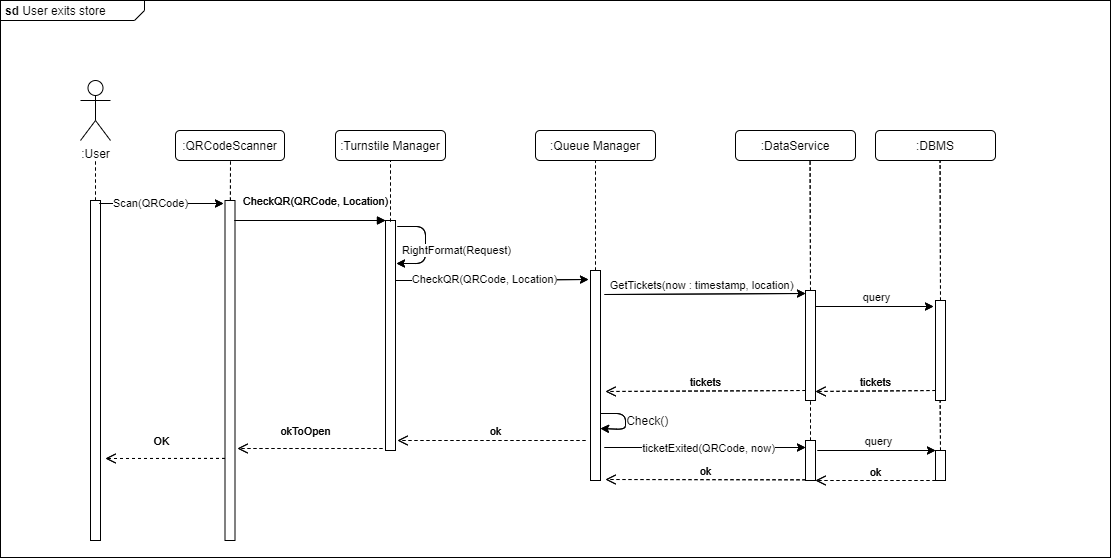 sd User exits store
:User
:QRCodeScanner
:Turnstile Manager
:Queue Manager
:DataService
:DBMS
Scan(QRCode)
CheckQR(QRCode, Location)
RightFormat(Request)
CheckQR(QRCode, Location)
GetTickets(now : timestamp, location)
query
tickets
tickets
Check()
OK
okToOpen
ok
ticketExited(QRCode, now)
query
ok
ok